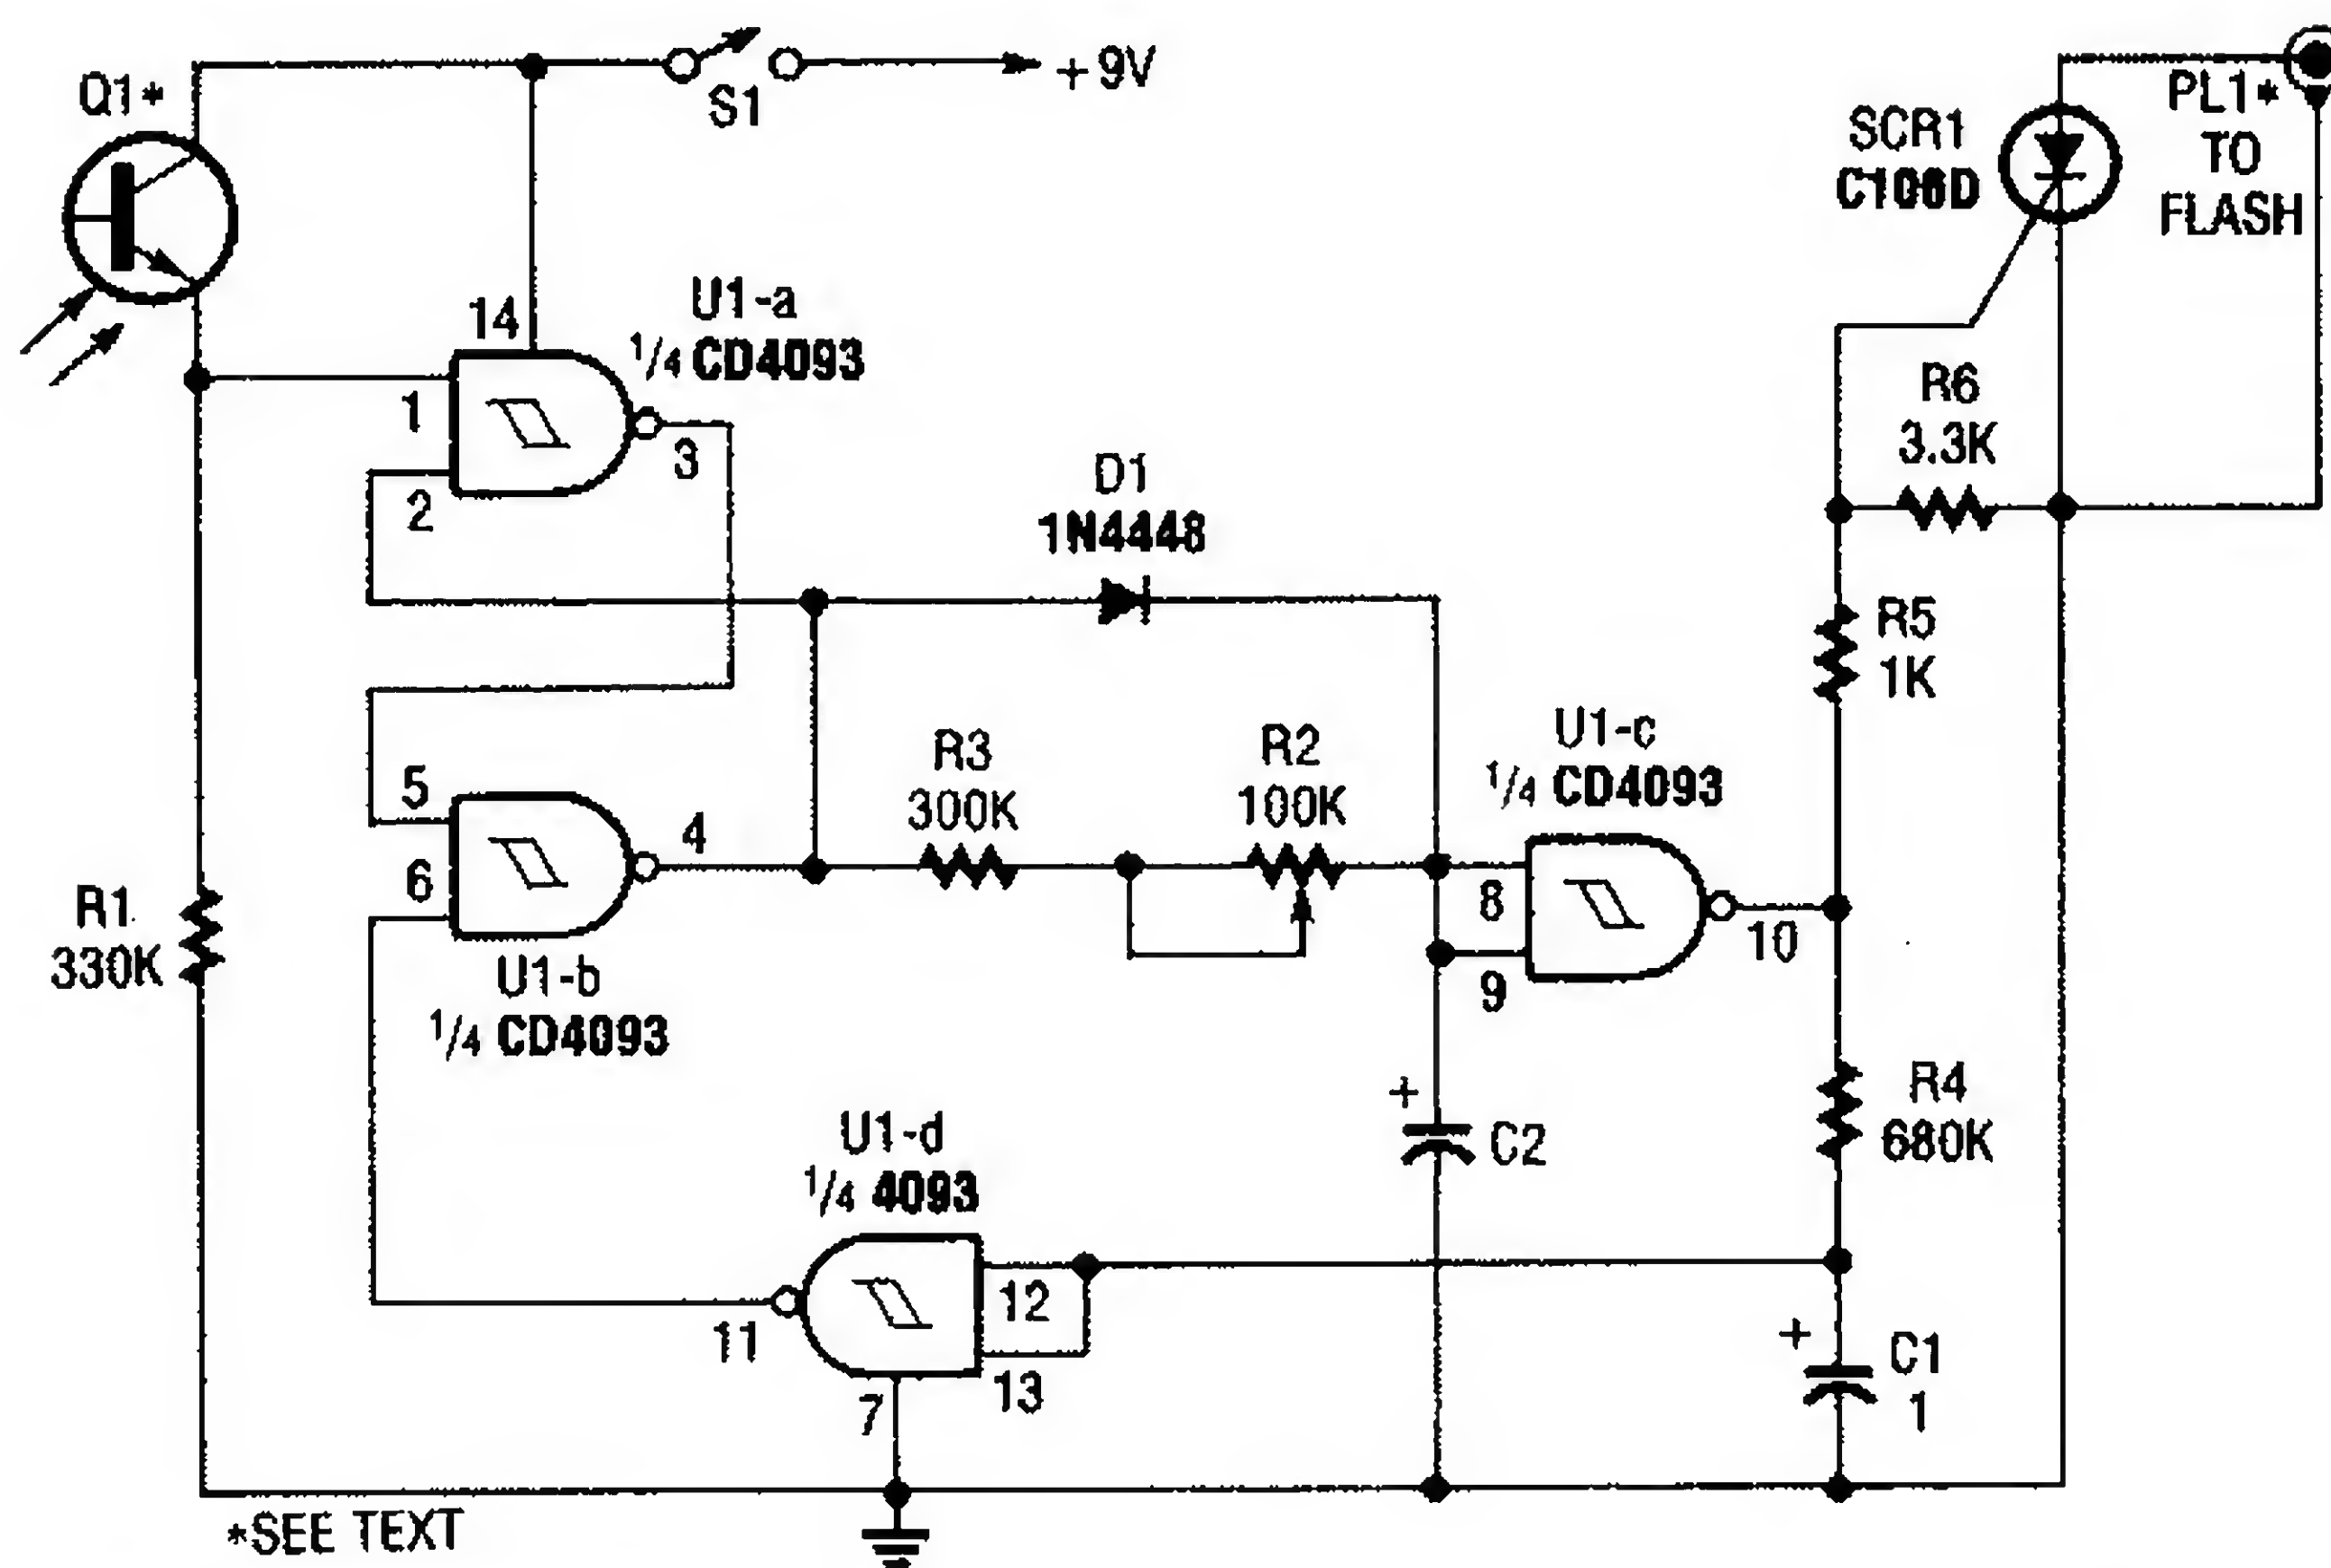 Q1*
S1
+9V
SCR1
C106D
PL1*
TO
FLASH
14
U1-a
1/4 CD4093
1
2
3
D1
1N4448
R6
3.3K
R5
1K
5
6
4
U1-b
1/4 CD4093
R3
300K
R2
100K
U1-c
1/4 CD4093
8
9
10
R1
330K
U1-d
1/4 4093
11
12
13
7
+
C2
R4
680K
+
C1
1
*SEE TEXT